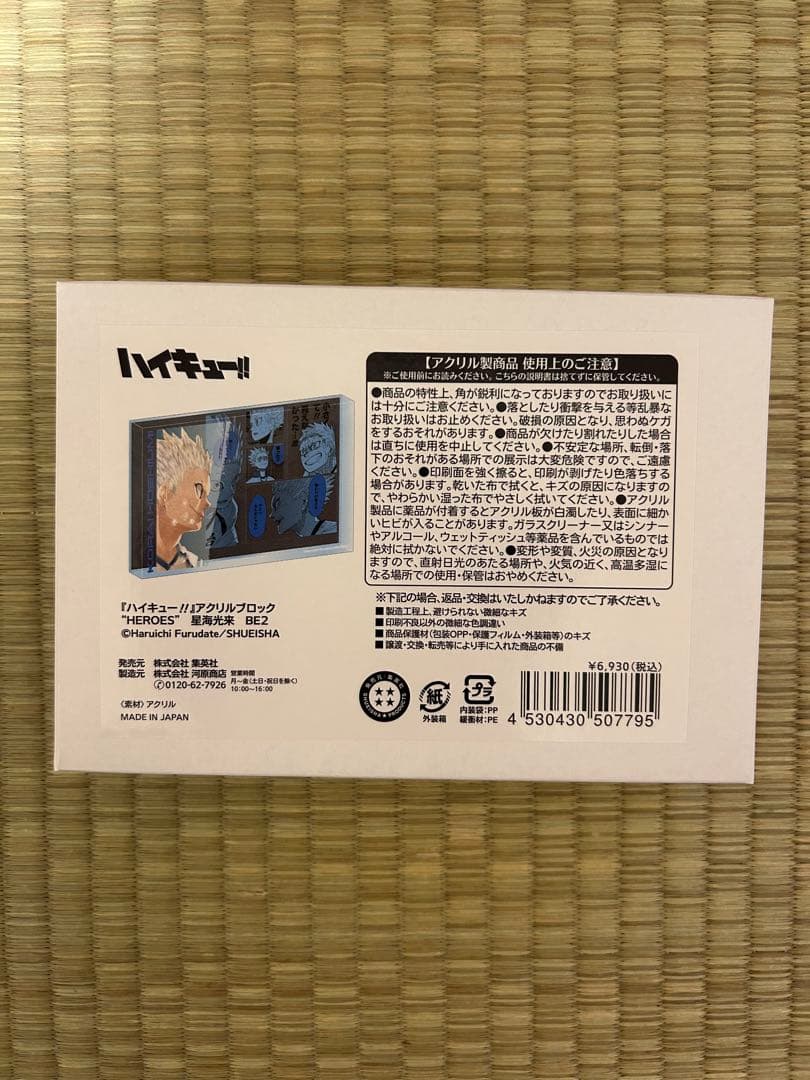 ハイキュー!!
『ハイキュー!!』アクリルブロック
“HEROES” 星海光来 BE2
©Haruichi Furudate／SHUEISHA
発売元 株式会社 集英社
製造元 株式会社 河原商店
0120-62-7926
営業時間
月～金(土日・祝日を除く)
10:00～16:00
〈素材〉アクリル
MADE IN JAPAN
【アクリル製商品 使用上のご注意】
※ご使用前にお読みください。こちらの説明書は捨てずに保管してください。
●商品の特性上、角が鋭利になっておりますのでお取り扱いに
は十分にご注意ください。●落としたり衝撃を与える等乱暴な
お取り扱いはお止めください。破損の原因となり、思わぬケガ
をするおそれがあります。●商品が欠けたり割れたりした場合
は直ちに使用を中止してください。●不安定な場所、転倒・落
下のおそれがある場所での展示は大変危険ですので、ご遠慮
ください。●印刷面を強く擦ると、印刷が剥げたり色落ちする
場合があります。乾いた布で拭くと、キズの原因になりますの
で、やわらかい湿った布でやさしく拭いてください。●アクリル
製品に薬品が付着するとアクリル板が白濁したり、表面に細か
いヒビが入ることがあります。ガラスクリーナー又はシンナー
やアルコール、ウェットティッシュ等薬品を含んでいるものでは
絶対に拭かないでください。●変形や変質、火災の原因となり
ますので、直射日光のあたる場所や、火気の近く、高温多湿に
なる場所での使用・保管はおやめください。
※下記の場合、返品・交換はいたしかねますのでご了承ください。
■製造工程上、避けられない微細なキズ
■印刷不良以外の微細な色調違い
■商品保護材(包装OPP・保護フィルム・外装箱等)のキズ
■譲渡・交換・転売等により手に入れた商品の不備
¥6,930(税込)
発売元・集英社
SHUEISHA PRODUCTS
紙
外装箱
プラ
内装袋:PP
緩衝材:PE
4 530430 507795